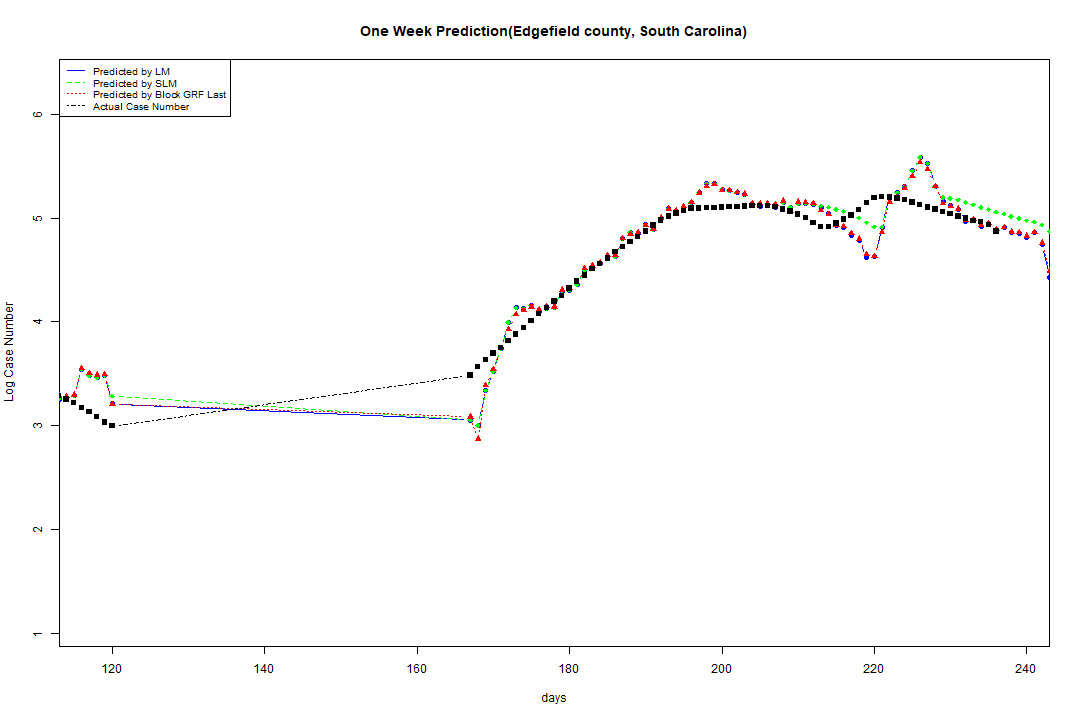 One Week Prediction(Edgefield county, South Carolina)
Predicted by LM
Predicted by SLM
Predicted by Block GRF Last
Actual Case Number
6
5
4
3
2
1
Log Case Number
120 140 160 180 200 220 240
days